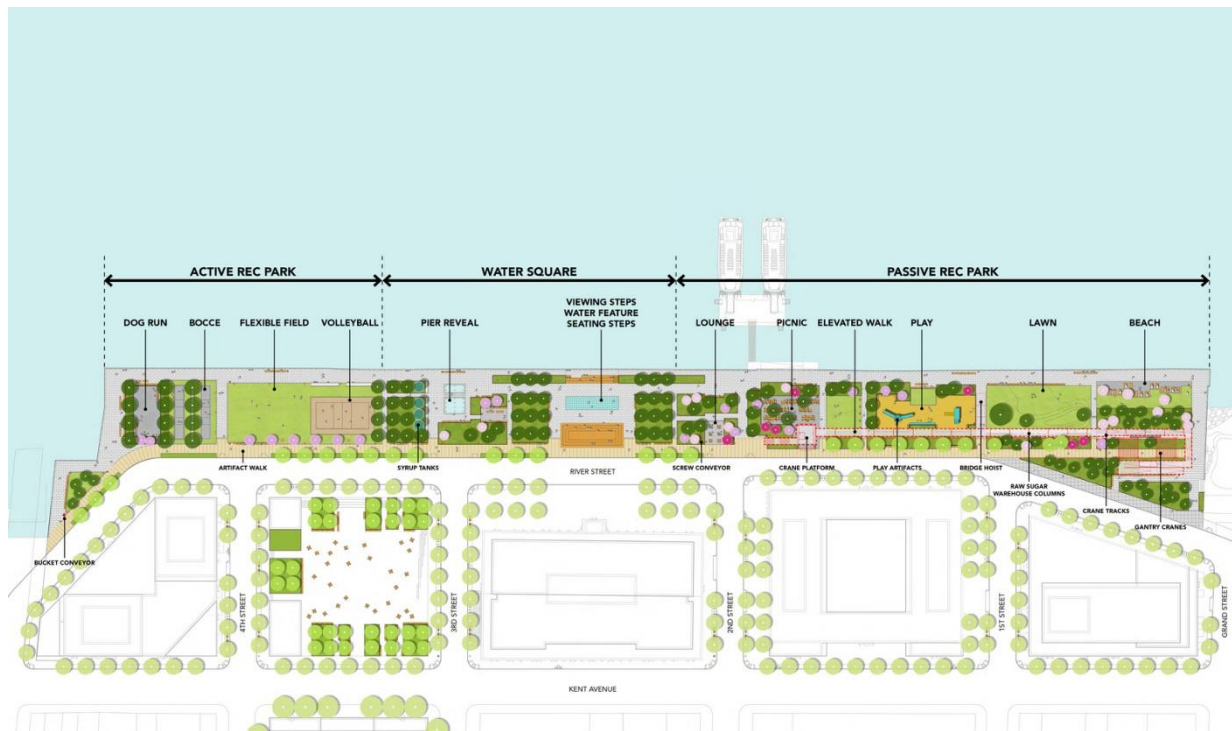 ACTIVE REC PARK
WATER SQUARE
PASSIVE REC PARK
DOG RUN
BOCCE
FLEXIBLE FIELD
VOLLEYBALL
PIER REVEAL
VIEWING STEPS
WATER FEATURE
SEATING STEPS
LOUNGE
PICNIC
ELEVATED WALK
PLAY
LAWN
BEACH
ARTIFACT WALK
SYRUP TANKS
RIVER STREET
SCREW CONVEYOR
CRANE PLATFORM
PLAY ARTIFACTS
BRIDGE HOIST
RAW SUGAR
WAREHOUSE COLUMNS
CRANE TRACKS
GANTRY CRANES
BUCKET CONVEYOR
4TH STREET
3RD STREET
2ND STREET
1ST STREET
GRAND STREET
KENT AVENUE